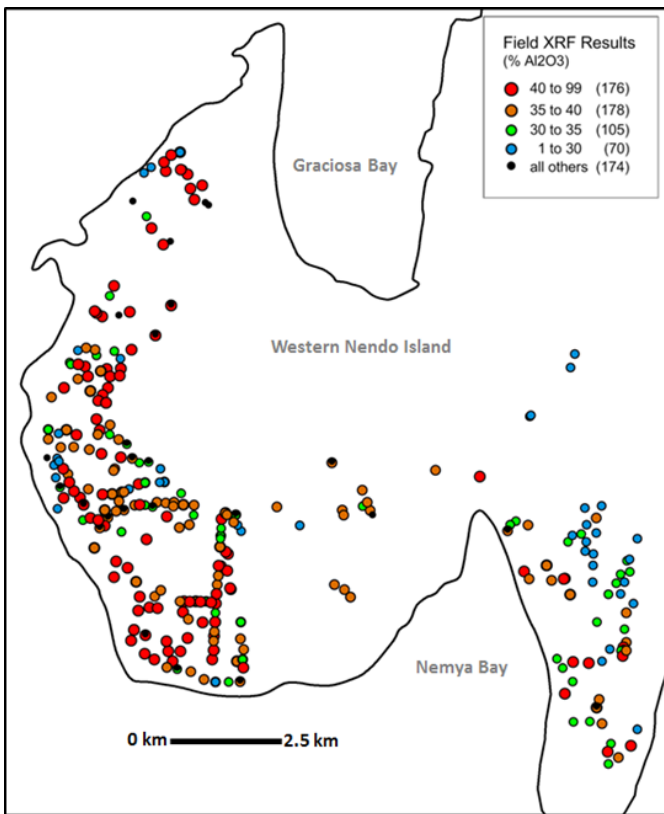 Field XRF Results
(% Al2O3)
40 to 99 (176)
35 to 40 (178)
30 to 35 (105)
1 to 30 (70)
all others (174)
Graciosa Bay
Western Nendo Island
Nemya Bay
0 km 2.5 km